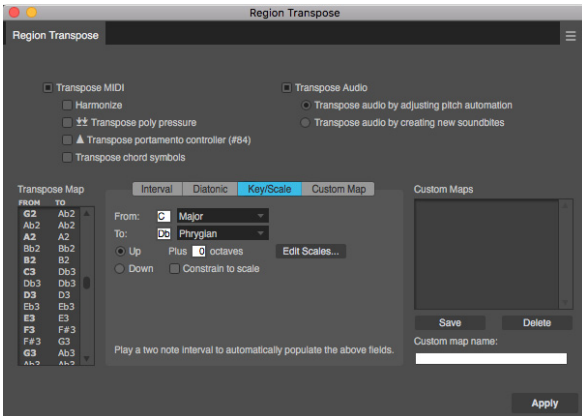 Region Transpose
Region Transpose
Transpose MIDI
Harmonize
Transpose poly pressure
Transpose portamento controller (#84)
Transpose chord symbols
Transpose Audio
Transpose audio by adjusting pitch automation
Transpose audio by creating new soundbites
Transpose Map
FROM TO
G2 Ab2
Ab2 Ab2
A2 A2
Bb2 Bb2
B2 B2
C3 Db3
Db3 Db3
D3 D3
Eb3 Eb3
E3 E3
F3 F#3
F#3 G3
G3 Ab3
Ab3 Ab3
Interval Diatonic Key/Scale Custom Map
From: C Major
To: Db Phrygian
Up Plus 0 octaves Edit Scales...
Down Constrain to scale
Play a two note interval to automatically populate the above fields.
Custom Maps
Save Delete
Custom map name:
Apply